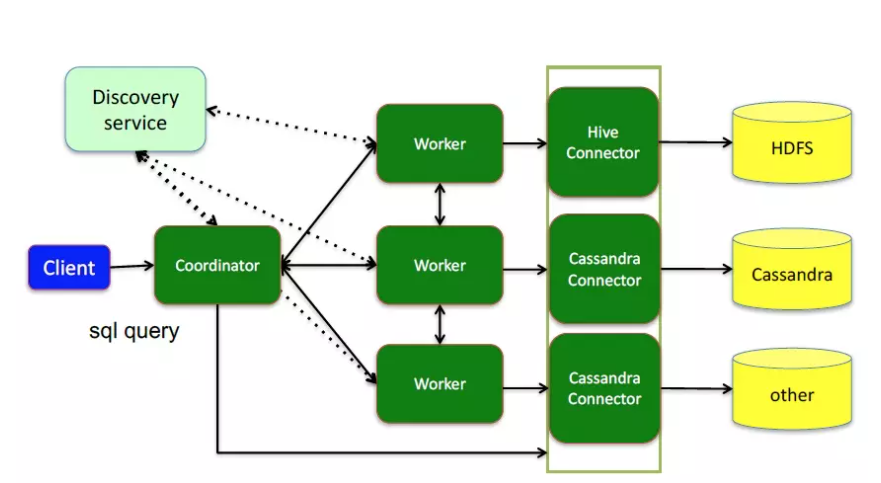 Discovery
service
Worker
Hive
Connector
HDFS
Client
Coordinator
Worker
Cassandra
Connector
Cassandra
sql query
Worker
Cassandra
Connector
other